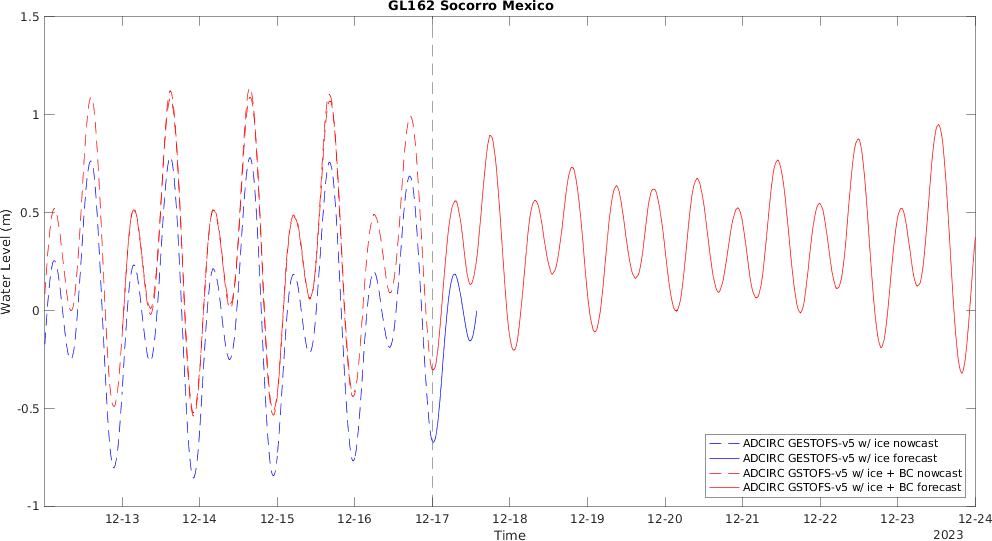 GL162 Socorro Mexico
1.5
1
0.5
0
-0.5
-1
Water Level (m)
12-13 12-14 12-15 12-16 12-17 12-18 12-19 12-20 12-21 12-22 12-23 12-24
Time
2023
ADCIRC GESTOFS-v5 w/ ice nowcast
ADCIRC GESTOFS-v5 w/ ice forecast
ADCIRC GSTOFS-v5 w/ ice + BC nowcast
ADCIRC GSTOFS-v5 w/ ice + BC forecast